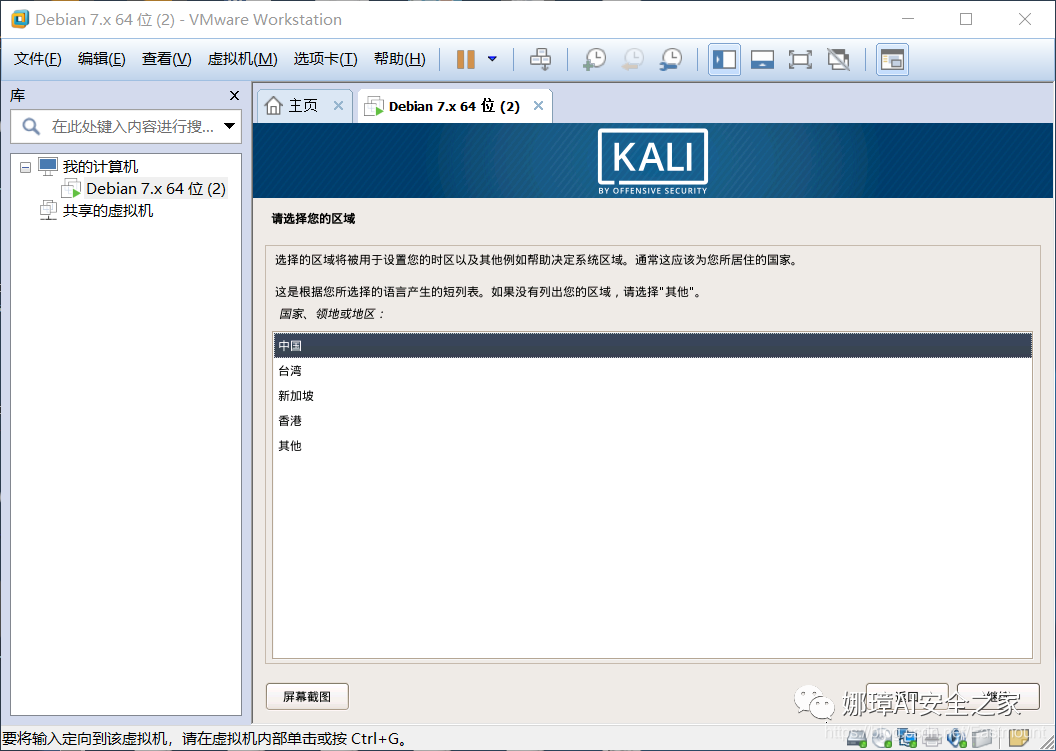 Debian 7.x 64 位 (2) - VMware Workstation
文件(F) 编辑(E) 查看(V) 虚拟机(M) 选项卡(T) 帮助(H)
库
在此处键入内容进行搜...
我的计算机
Debian 7.x 64 位 (2)
共享的虚拟机
主页
Debian 7.x 64 位 (2)
KALI
BY OFFENSIVE SECURITY
请选择您的区域
选择的区域将被用于设置您的时区以及其他例如帮助决定系统区域。通常这应该为您所居住的国家。
这是根据您所选择的语言产生的短列表。如果没有列出您的区域，请选择"其他"。
国家、领地或地区：
中国
台湾
新加坡
香港
其他
屏幕截图
返回
继续
娜璋AI安全之家
要将输入定向到该虚拟机，请在虚拟机内部单击或按 Ctrl+G。